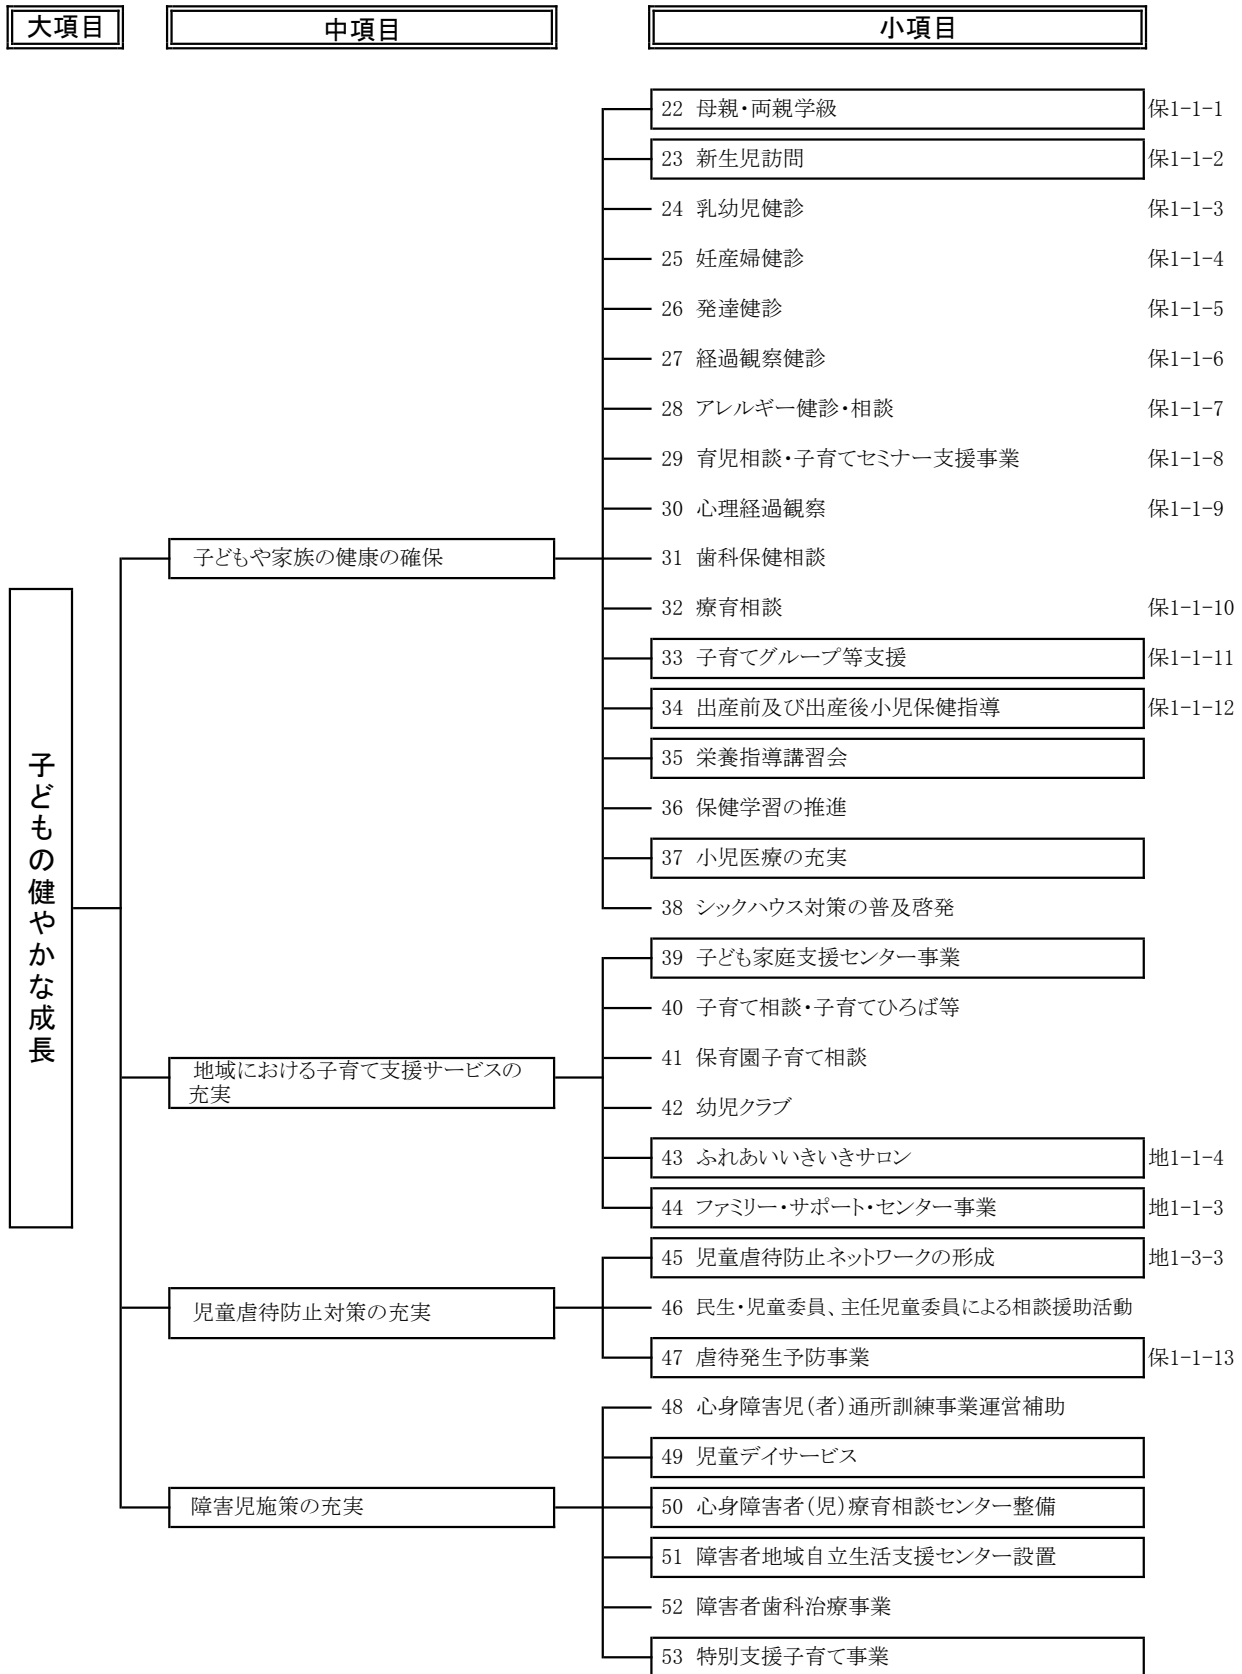 大項目 中項目 小項目
22 母親・両親学級 保1-1-1
23 新生児訪問 保1-1-2
24 乳幼児健診 保1-1-3
25 妊産婦健診 保1-1-4
26 発達健診 保1-1-5
27 経過観察健診 保1-1-6
28 アレルギー健診・相談 保1-1-7
29 育児相談・子育てセミナー支援事業 保1-1-8
30 心理経過観察 保1-1-9
子どもや家族の健康の確保 31 歯科保健相談
32 療育相談 保1-1-10
33 子育てグループ等支援 保1-1-11
34 出産前及び出産後小児保健指導 保1-1-12
35 栄養指導講習会
36 保健学習の推進
37 小児医療の充実
子どもの健やかな成長
38 シックハウス対策の普及啓発
39 子ども家庭支援センター事業
40 子育て相談・子育てひろば等
地域における子育て支援サービスの
充実
41 保育園子育て相談
42 幼児クラブ
43 ふれあいいきいきサロン 地1-1-4
44 ファミリー・サポート・センター事業 地1-1-3
45 児童虐待防止ネットワークの形成 地1-3-3
児童虐待防止対策の充実 46 民生・児童委員、主任児童委員による相談援助活動
47 虐待発生予防事業 保1-1-13
48 心身障害児(者)通所訓練事業運営補助
49 児童デイサービス
障害児施策の充実 50 心身障害者(児)療育相談センター整備
51 障害者地域自立生活支援センター設置
52 障害者歯科治療事業
53 特別支援子育て事業